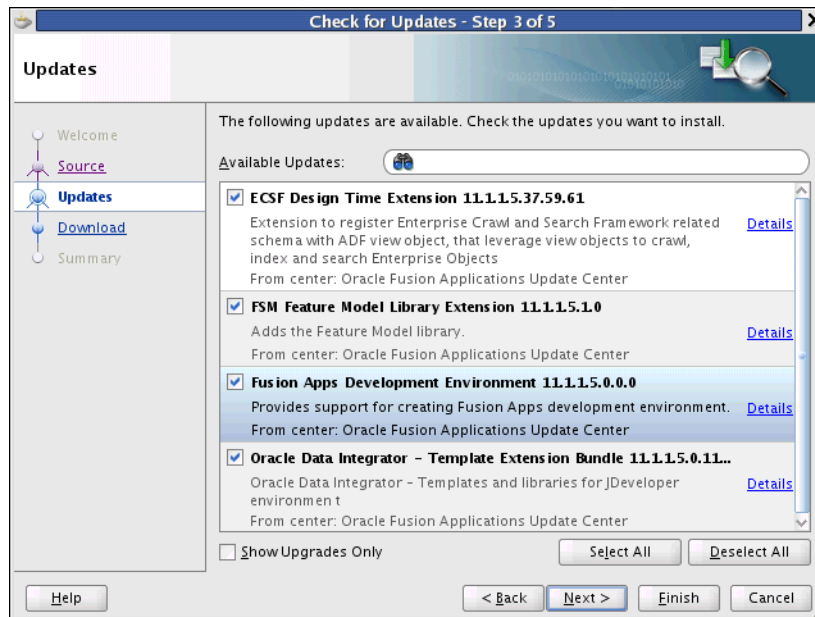 Check for Updates - Step 3 of 5
Updates
Welcome
Source
Updates
Download
Summary
The following updates are available. Check the updates you want to install.
Available Updates:
ECSF Design Time Extension 11.1.1.5.37.59.61
Extension to register Enterprise Crawl and Search Framework related
schema with ADF view object, that leverage view objects to crawl,
index and search Enterprise Objects
From center: Oracle Fusion Applications Update Center
Details
FSM Feature Model Library Extension 11.1.1.5.1.0
Adds the Feature Model library.
From center: Oracle Fusion Applications Update Center
Details
Fusion Apps Development Environment 11.1.1.5.0.0.0
Provides support for creating Fusion Apps development environment.
From center: Oracle Fusion Applications Update Center
Details
Oracle Data Integrator - Template Extension Bundle 11.1.1.5.0.11...
Oracle Data Integrator - Templates and libraries for JDeveloper
environmen t
From center: Oracle Fusion Applications Update Center
Details
Show Upgrades Only
Select All
Deselect All
Help
< Back
Next >
Finish
Cancel